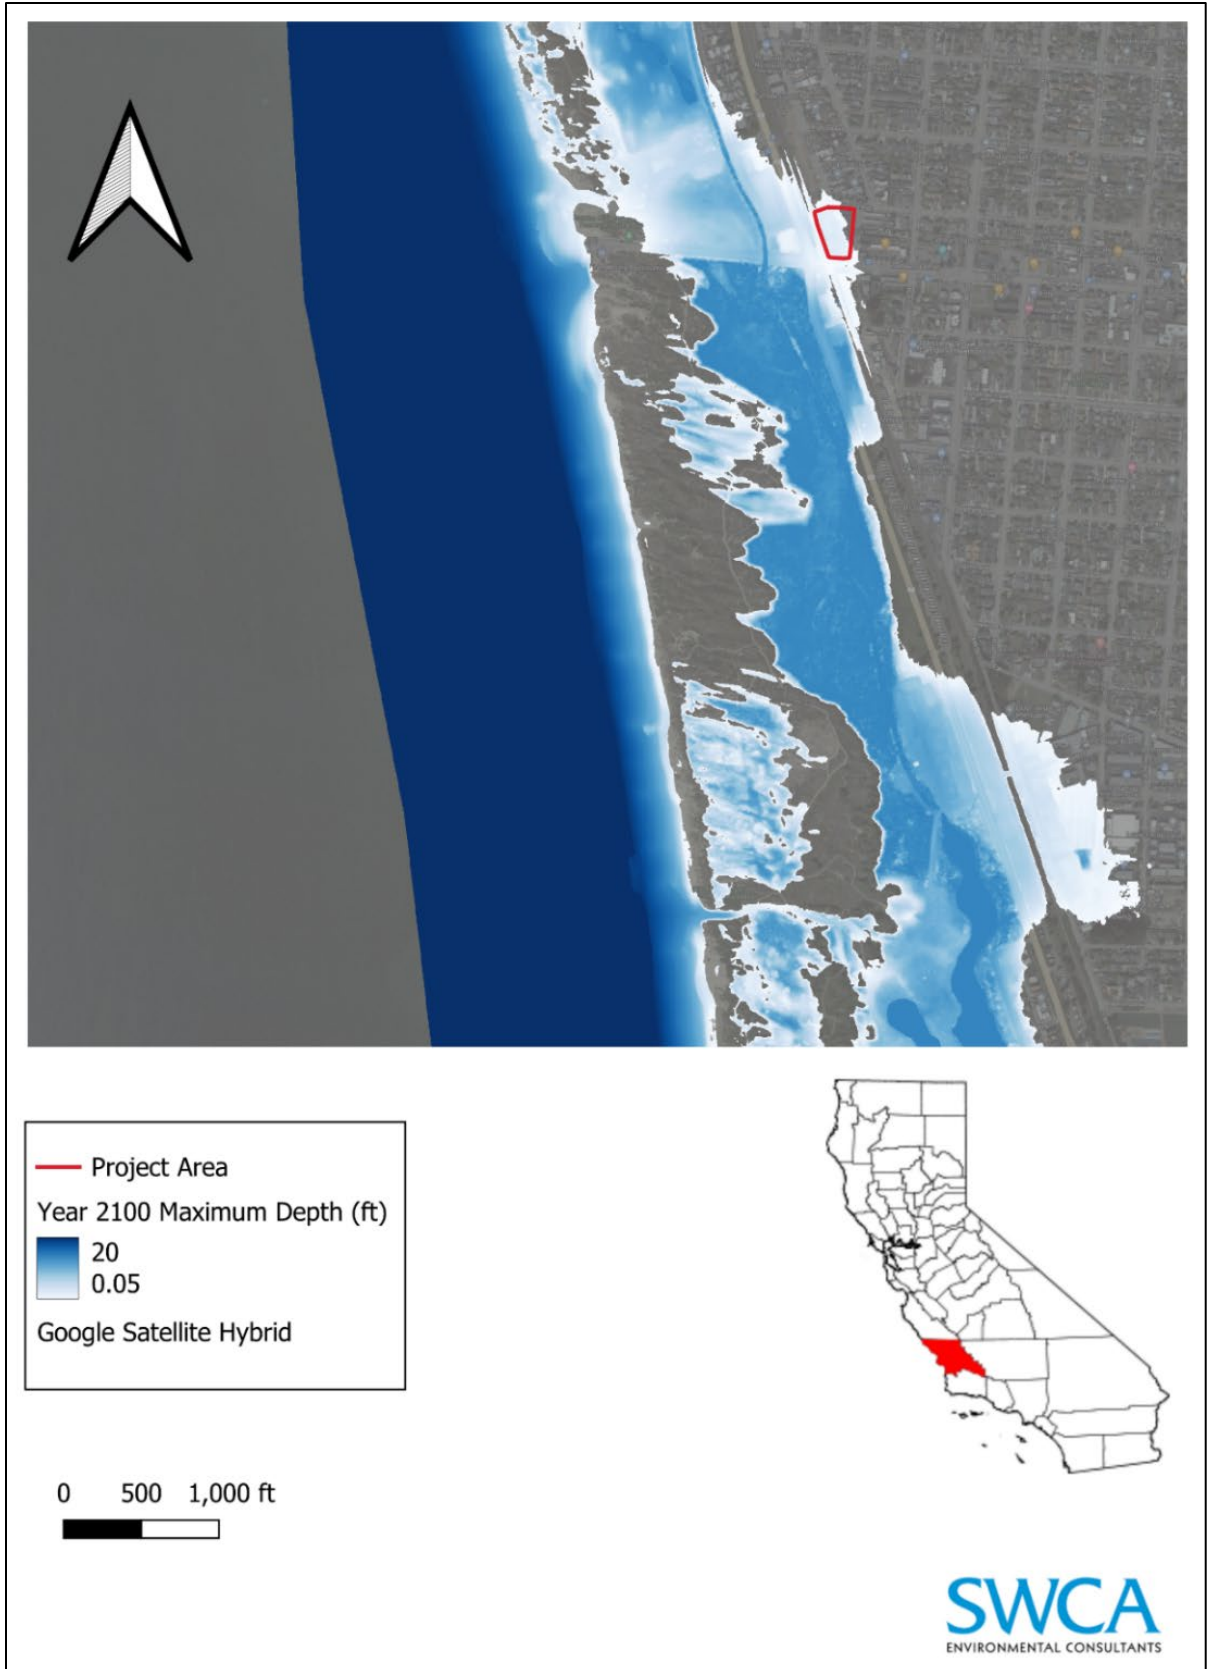 Project Area
Year 2100 Maximum Depth (ft)
20
0.05
Google Satellite Hybrid
0 500 1,000 ft
SWCA
ENVIRONMENTAL CONSULTANTS